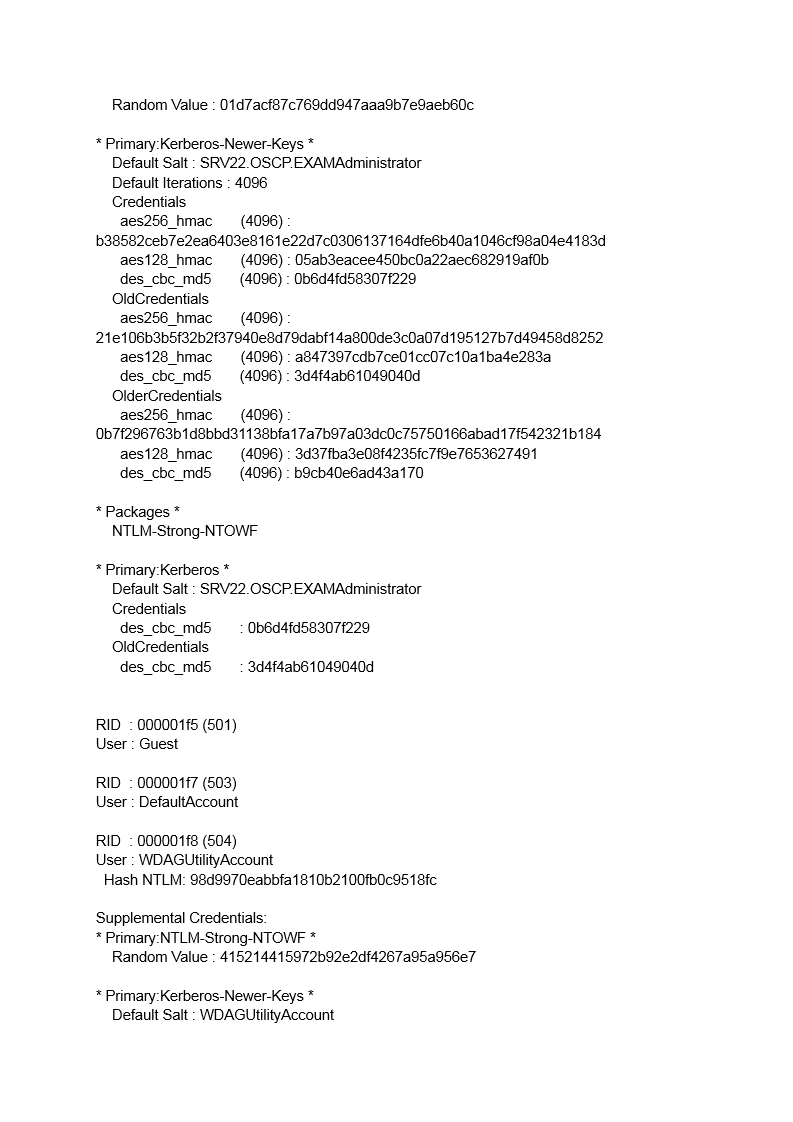 Random Value : 01d7acf87c769dd947aaa9b7e9aeb60c
* Primary:Kerberos-Newer-Keys *
Default Salt : SRV22.OSCP.EXAMAdministrator
Default Iterations : 4096
Credentials
aes256_hmac (4096) :
b38582ceb7e2ea6403e8161e22d7c0306137164dfe6b40a1046cf98a04e4183d
aes128_hmac (4096) : 05ab3eacee450bc0a22aec682919af0b
des_cbc_md5 (4096) : 0b6d4fd58307f229
OldCredentials
aes256_hmac (4096) :
21e106b3b5f32b2f37940e8d79dabf14a800de3c0a07d195127b7d49458d8252
aes128_hmac (4096) : a847397cdb7ce01cc07c10a1ba4e283a
des_cbc_md5 (4096) : 3d4f4ab61049040d
OlderCredentials
aes256_hmac (4096) :
0b7f296763b1d8bbd31138bfa17a7b97a03dc0c75750166abad17f542321b184
aes128_hmac (4096) : 3d37fba3e08f4235fc7f9e7653627491
des_cbc_md5 (4096) : b9cb40e6ad43a170
* Packages *
NTLM-Strong-NTOWF
* Primary:Kerberos *
Default Salt : SRV22.OSCP.EXAMAdministrator
Credentials
des_cbc_md5 : 0b6d4fd58307f229
OldCredentials
des_cbc_md5 : 3d4f4ab61049040d
RID : 000001f5 (501)
User : Guest
RID : 000001f7 (503)
User : DefaultAccount
RID : 000001f8 (504)
User : WDAGUtilityAccount
Hash NTLM: 98d9970eabbfa1810b2100fb0c9518fc
Supplemental Credentials:
* Primary:NTLM-Strong-NTOWF *
Random Value : 415214415972b92e2df4267a95a956e7
* Primary:Kerberos-Newer-Keys *
Default Salt : WDAGUtilityAccount